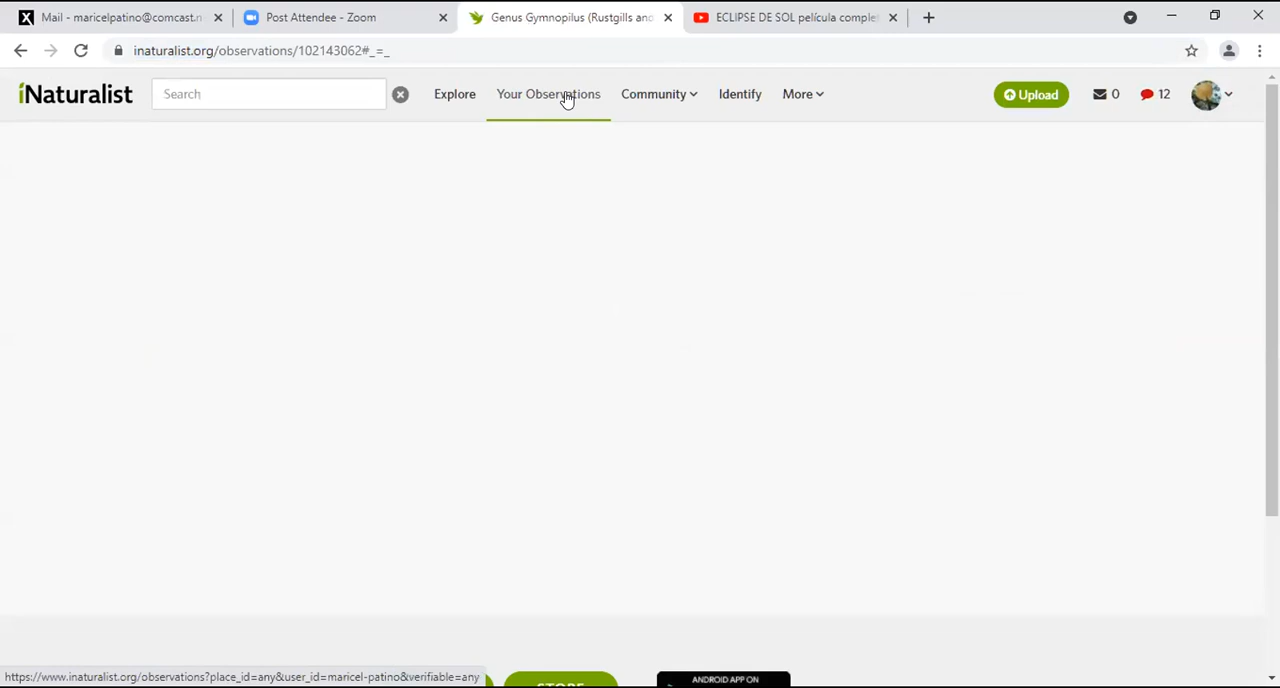 X Mail - maricelpatino@comcast.n
Post Attendee - Zoom
Genus Gymnopilus (Rustgills and
ECLIPSE DE SOL película comple
inaturalist.org/observations/102143062#_=_
iNaturalist
Search
Explore
Your Observations
Community
Identify
More
Upload
0
12
https://www.inaturalist.org/observations?place_id=any&user_id=maricel-patino&verifiable=any
STORE
ANDROID APP ON